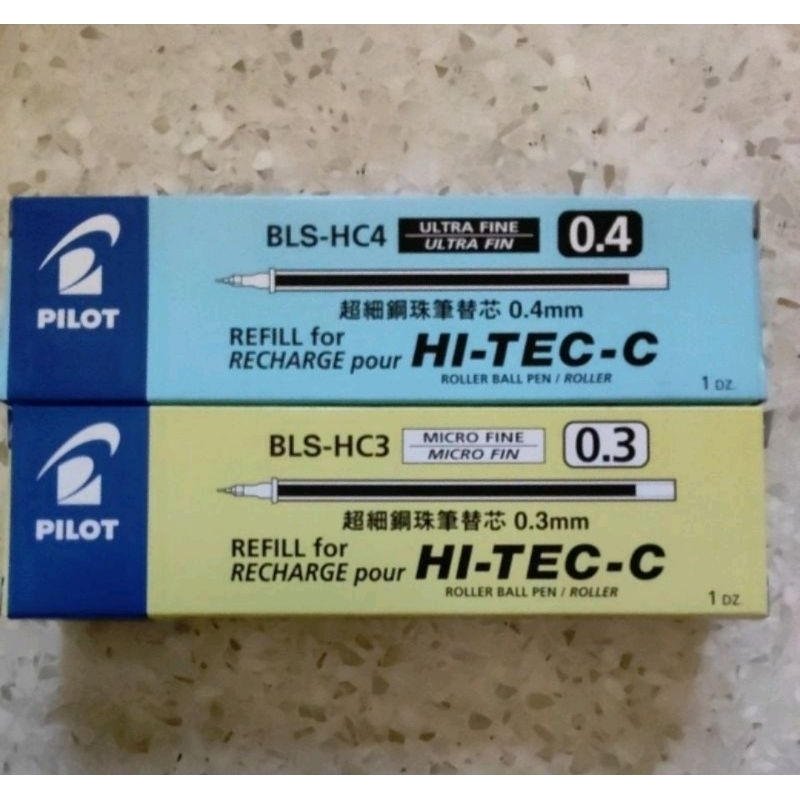 PILOT
BLS-HC4 ULTRA FINE 0.4
ULTRA FIN
超細鋼珠筆替芯 0.4mm
REFILL for
RECHARGE pour HI-TEC-C
ROLLER BALL PEN / ROLLER
1 DZ.
PILOT
BLS-HC3 MICRO FINE 0.3
MICRO FIN
超細鋼珠筆替芯 0.3mm
REFILL for
RECHARGE pour HI-TEC-C
ROLLER BALL PEN / ROLLER
1 DZ.